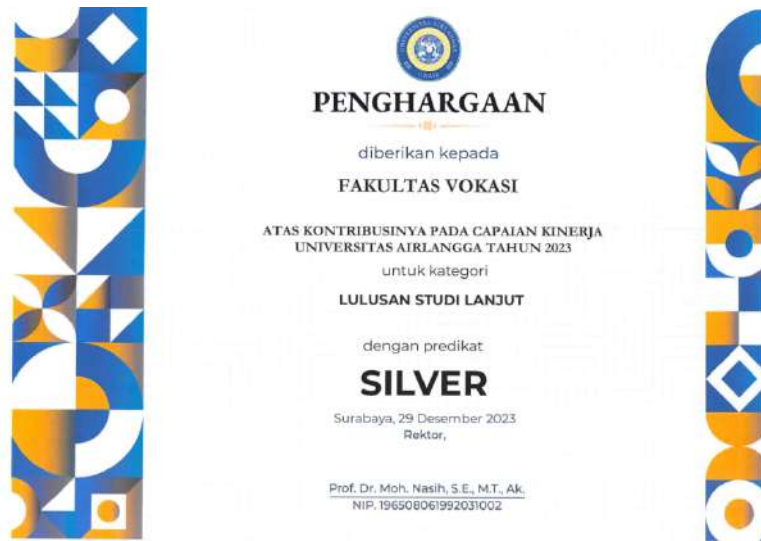 PENGHARGAAN
diberikan kepada
FAKULTAS VOKASI
ATAS KONTRIBUSINYA PADA CAPAIAN KINERJA
UNIVERSITAS AIRLANGGA TAHUN 2023
untuk kategori
LULUSAN STUDI LANJUT
dengan predikat
SILVER
Surabaya, 29 Desember 2023
Rektor,
Prof. Dr. Moh. Nasih, S.E., M.T., Ak.
NIP. 196508061992031002